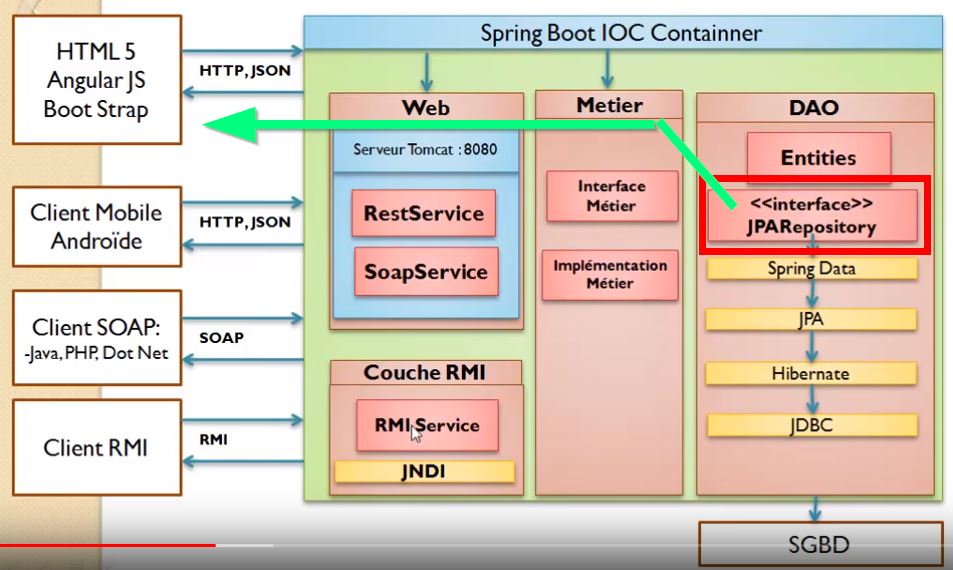 HTML 5
Angular JS
Boot Strap
HTTP, JSON
Client Mobile
Androïde
HTTP, JSON
Client SOAP:
-Java, PHP, Dot Net
SOAP
Client RMI
RMI
Spring Boot IOC Containner
Web
Serveur Tomcat : 8080
RestService
SoapService
Couche RMI
RMI Service
JNDI
Metier
Interface
Métier
Implémentation
Métier
DAO
Entities
<<interface>>
JPARepository
Spring Data
JPA
Hibernate
JDBC
SGBD